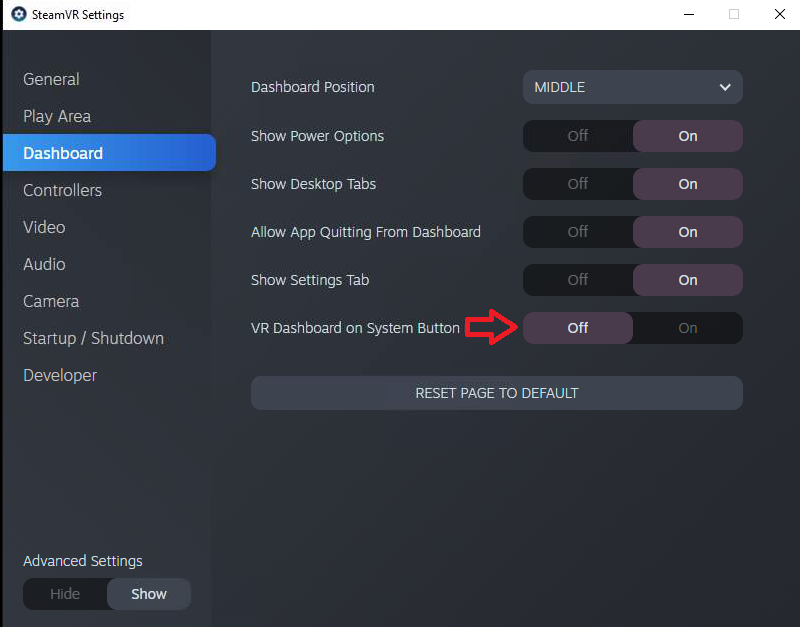 SteamVR Settings
General
Play Area
Dashboard
Controllers
Video
Audio
Camera
Startup / Shutdown
Developer
Advanced Settings
Hide Show
Dashboard Position MIDDLE
Show Power Options Off On
Show Desktop Tabs Off On
Allow App Quitting From Dashboard Off On
Show Settings Tab Off On
VR Dashboard on System Button Off On
RESET PAGE TO DEFAULT